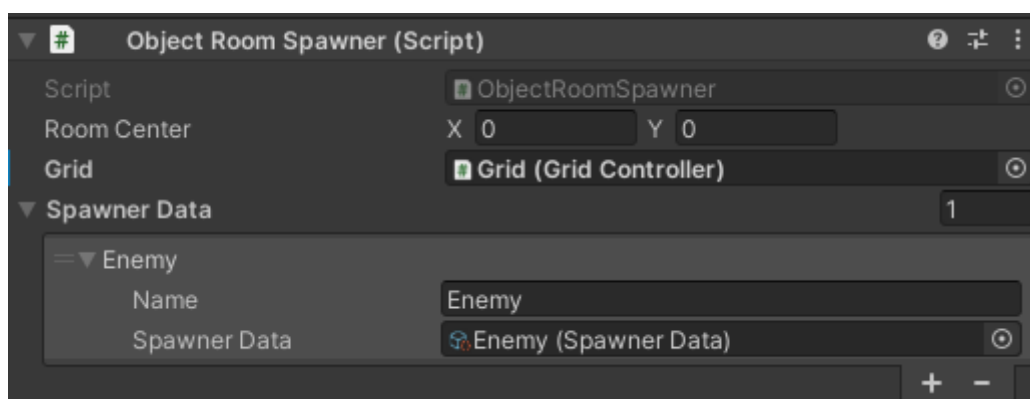 Object Room Spawner (Script)
Script ObjectRoomSpawner
Room Center X 0 Y 0
Grid Grid (Grid Controller)
Spawner Data 1
Enemy
Name Enemy
Spawner Data Enemy (Spawner Data)